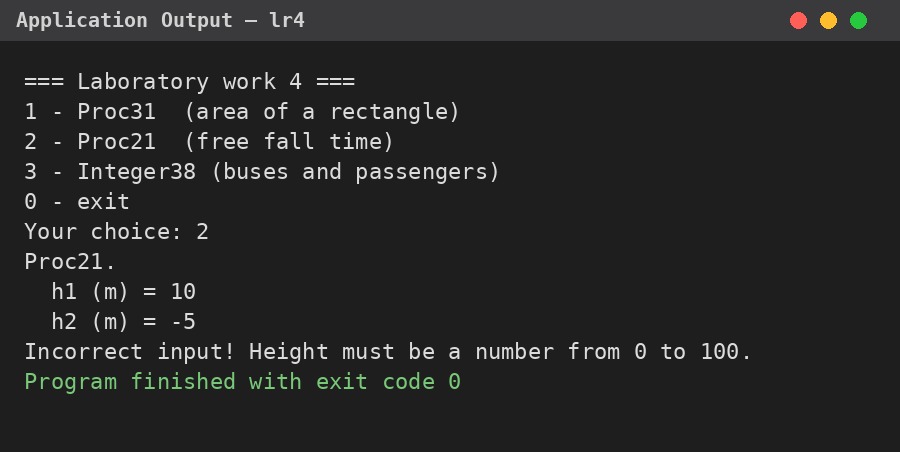 Application Output — lr4
=== Laboratory work 4 ===
1 - Proc31  (area of a rectangle)
2 - Proc21  (free fall time)
3 - Integer38 (buses and passengers)
0 - exit
Your choice: 2
Proc21.
  h1 (m) = 10
  h2 (m) = -5
Incorrect input! Height must be a number from 0 to 100.
Program finished with exit code 0